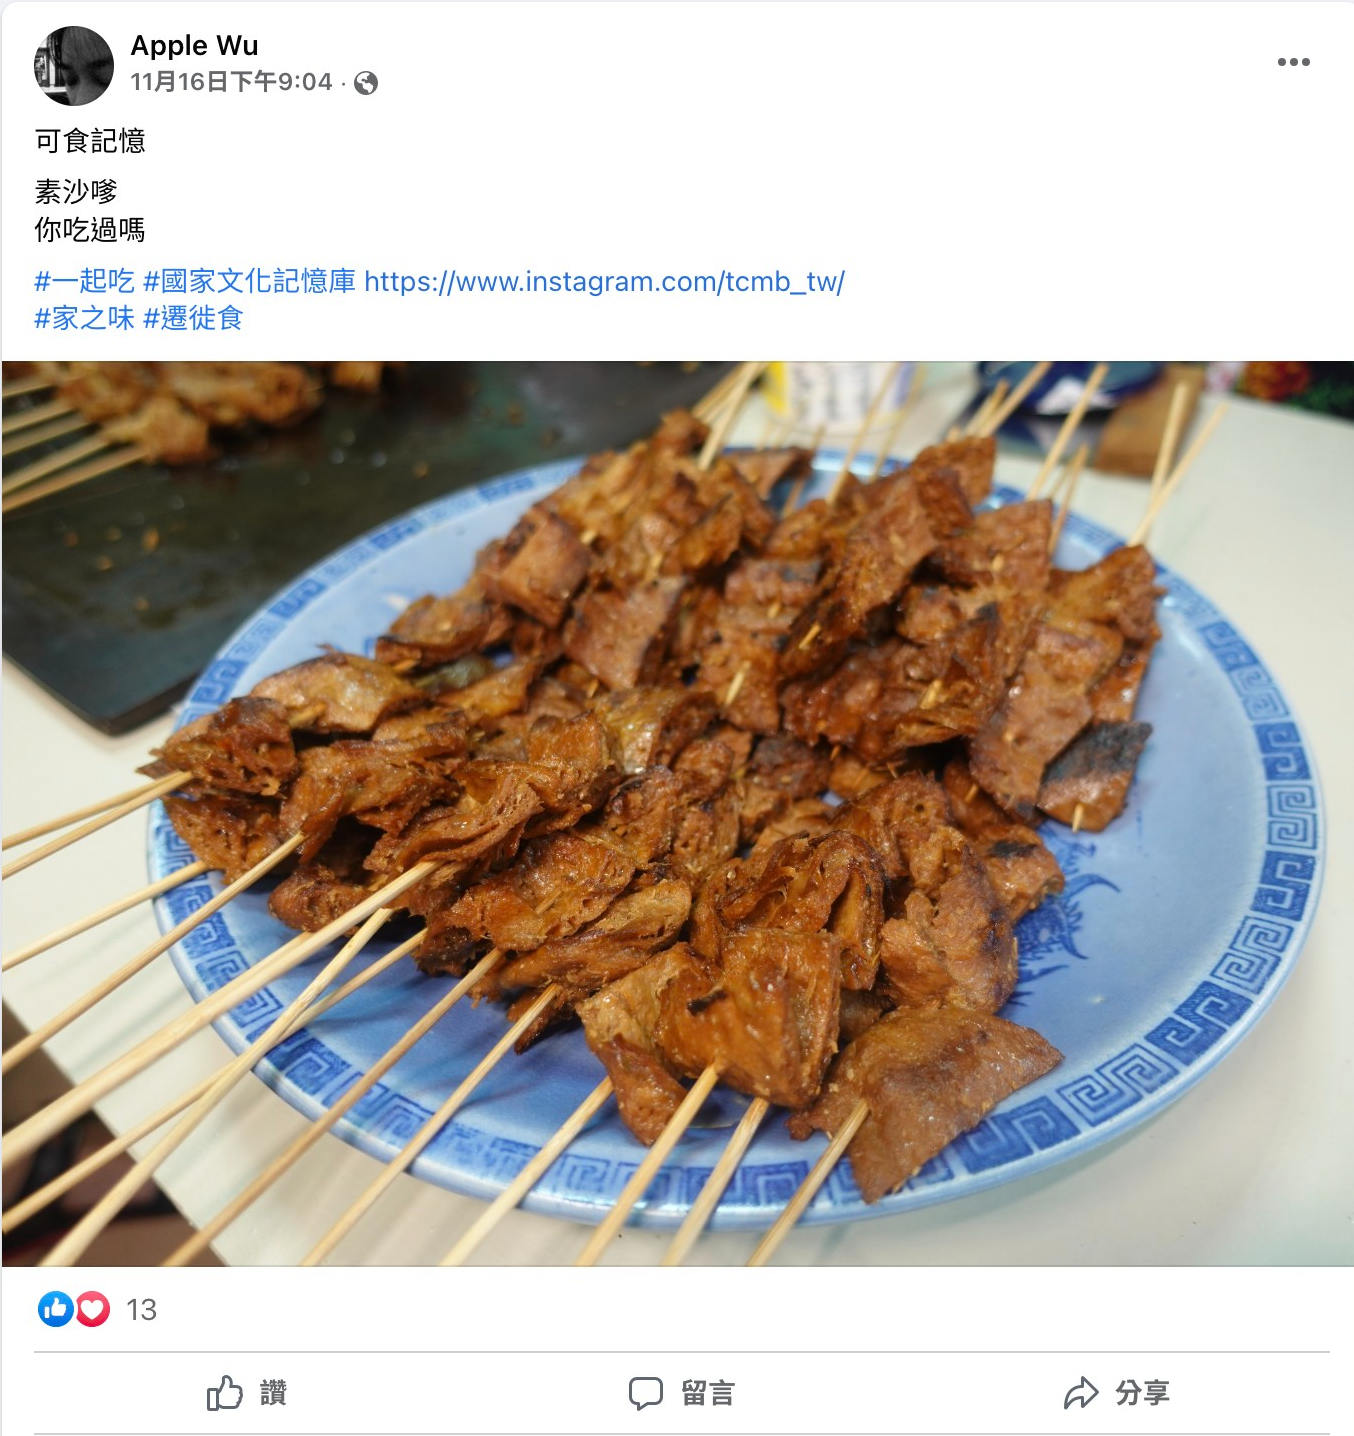 Apple Wu
11月16日下午9:04 ·
可食記憶
素沙嗲
你吃過嗎
#一起吃 #國家文化記憶庫 https://www.instagram.com/tcmb_tw/
#家之味 #遷徙食
13
讚
留言
分享